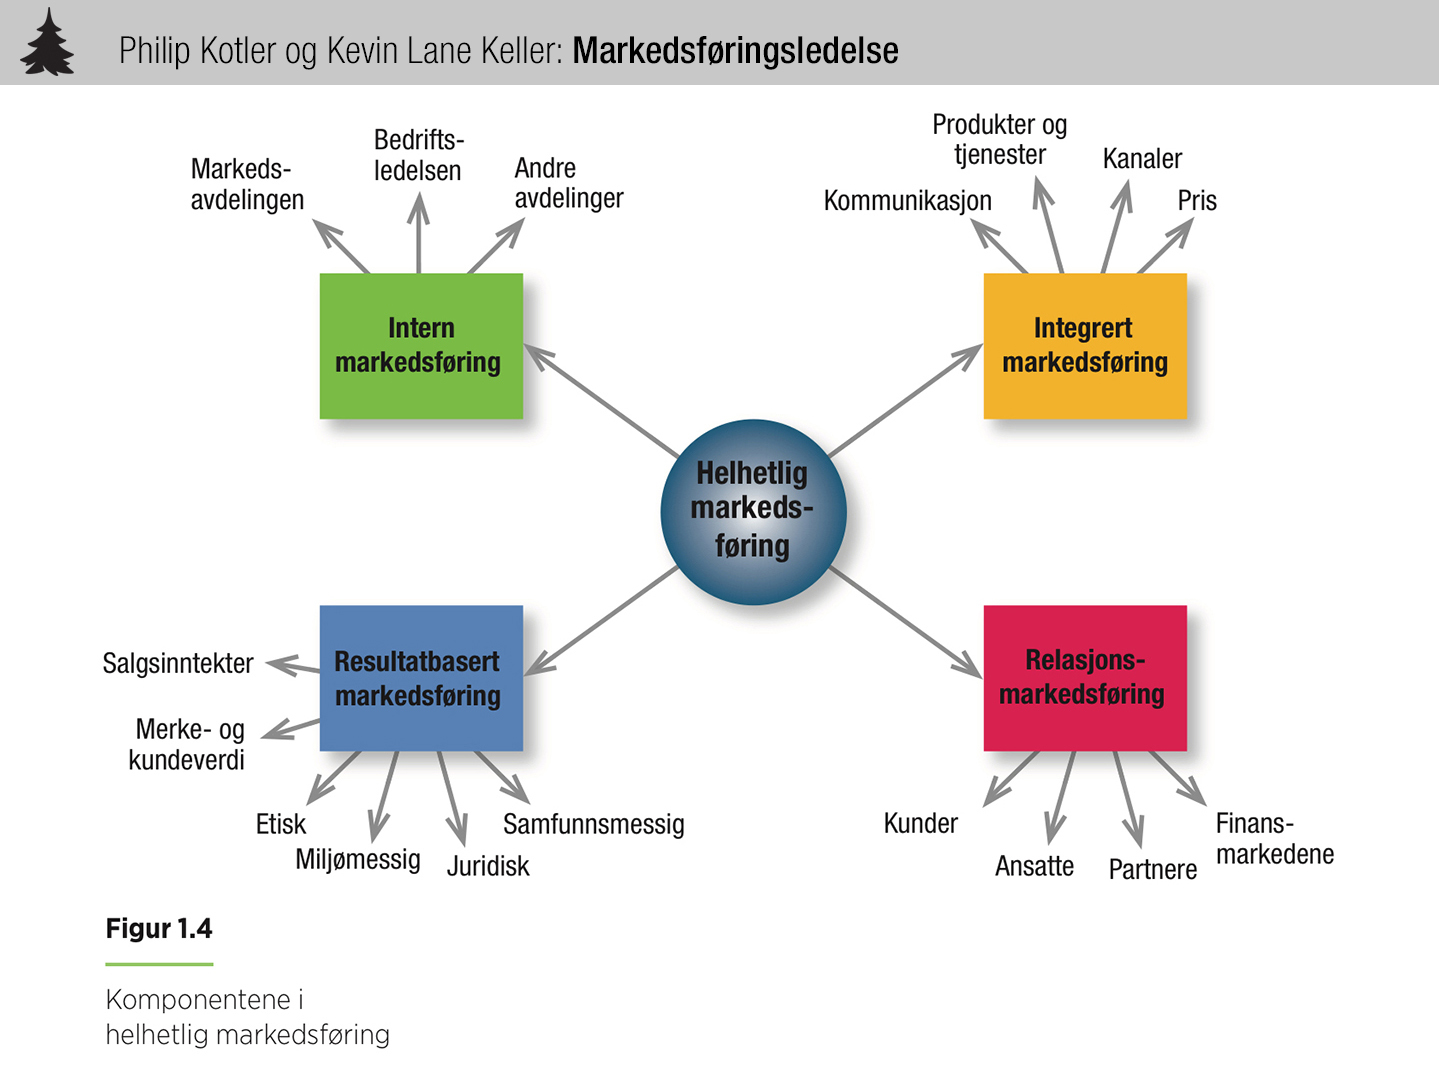 Philip Kotler og Kevin Lane Keller: Markedsføringsledelse
Markeds-
avdelingen
Bedrifts-
ledelsen
Andre
avdelinger
Intern
markedsføring
Kommunikasjon
Produkter og
tjenester
Kanaler
Pris
Integrert
markedsføring
Helhetlig
markeds-
føring
Salgsinntekter
Merke- og
kundeverdi
Resultatbasert
markedsføring
Etisk
Miljømessig
Juridisk
Samfunnsmessig
Relasjons-
markedsføring
Kunder
Ansatte
Partnere
Finans-
markedene
Figur 1.4
Komponentene i
helhetlig markedsføring